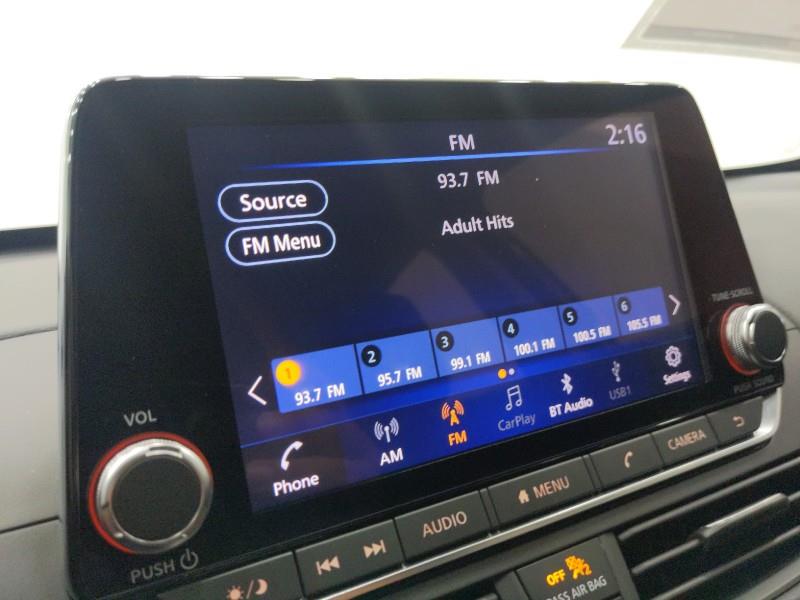 FM
2:16
93.7 FM
Source
Adult Hits
FM Menu
1
93.7 FM
2
95.7 FM
3
99.1 FM
4
100.1 FM
5
100.5 FM
6
105.5 FM
Phone
AM
FM
CarPlay
BT Audio
USB1
Settings
TUNE·SCROLL
PUSH SOUND
VOL
PUSH
AUDIO
MENU
CAMERA
OFF
2
PASS AIR BAG